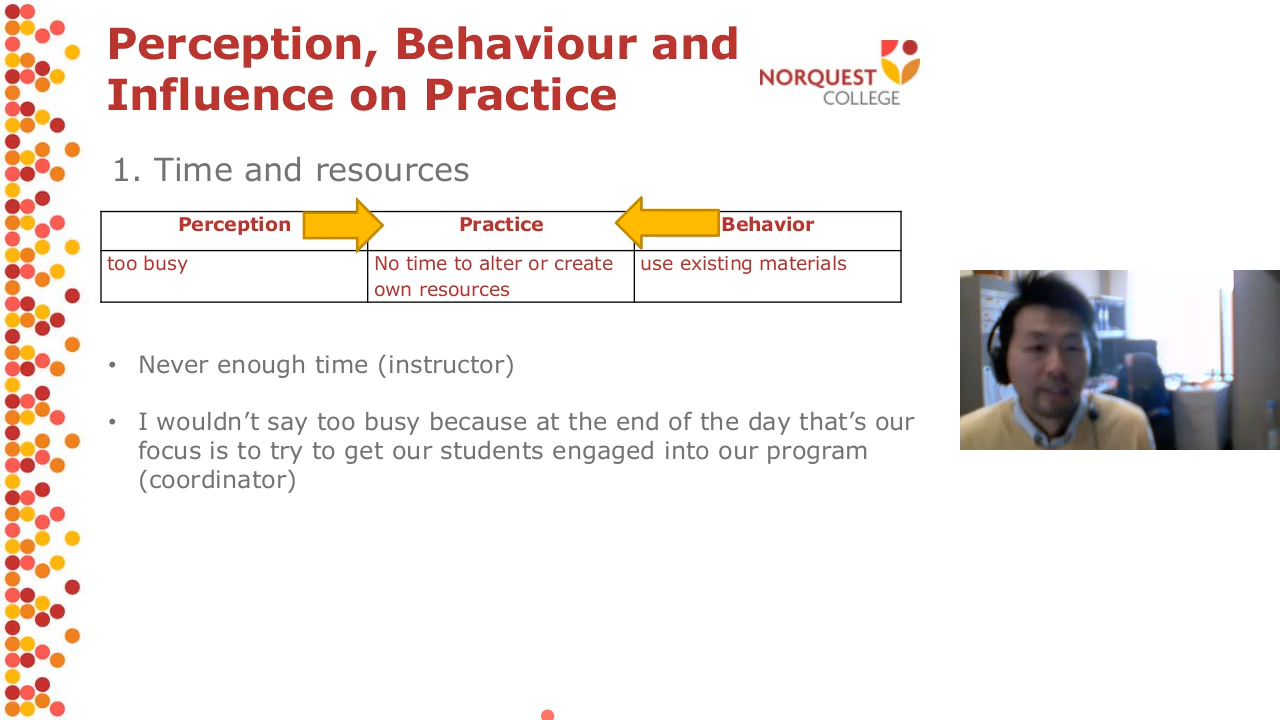 Perception, Behaviour and
Influence on Practice
NORQUEST
COLLEGE
1. Time and resources
Perception
Practice
Behavior
too busy
No time to alter or create
own resources
use existing materials
• Never enough time (instructor)
• I wouldn’t say too busy because at the end of the day that’s our
focus is to try to get our students engaged into our program
(coordinator)